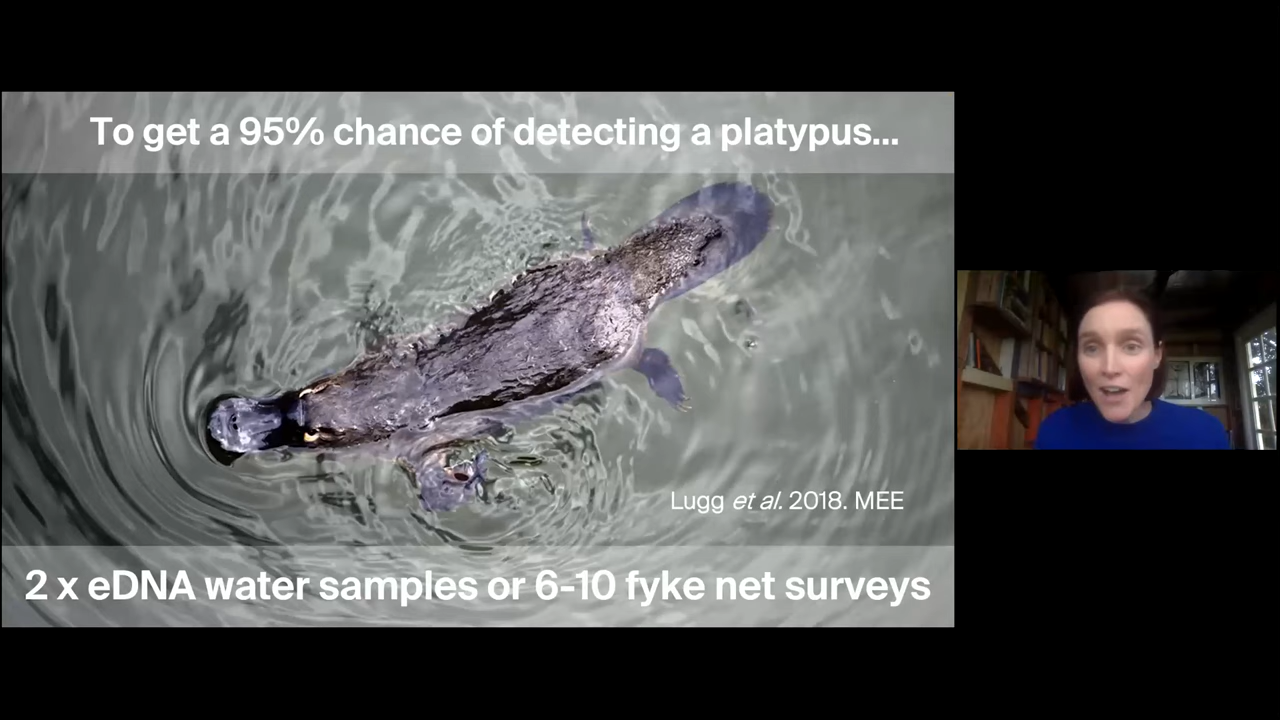 To get a 95% chance of detecting a platypus...
Lugg et al. 2018. MEE
2 x eDNA water samples or 6-10 fyke net surveys